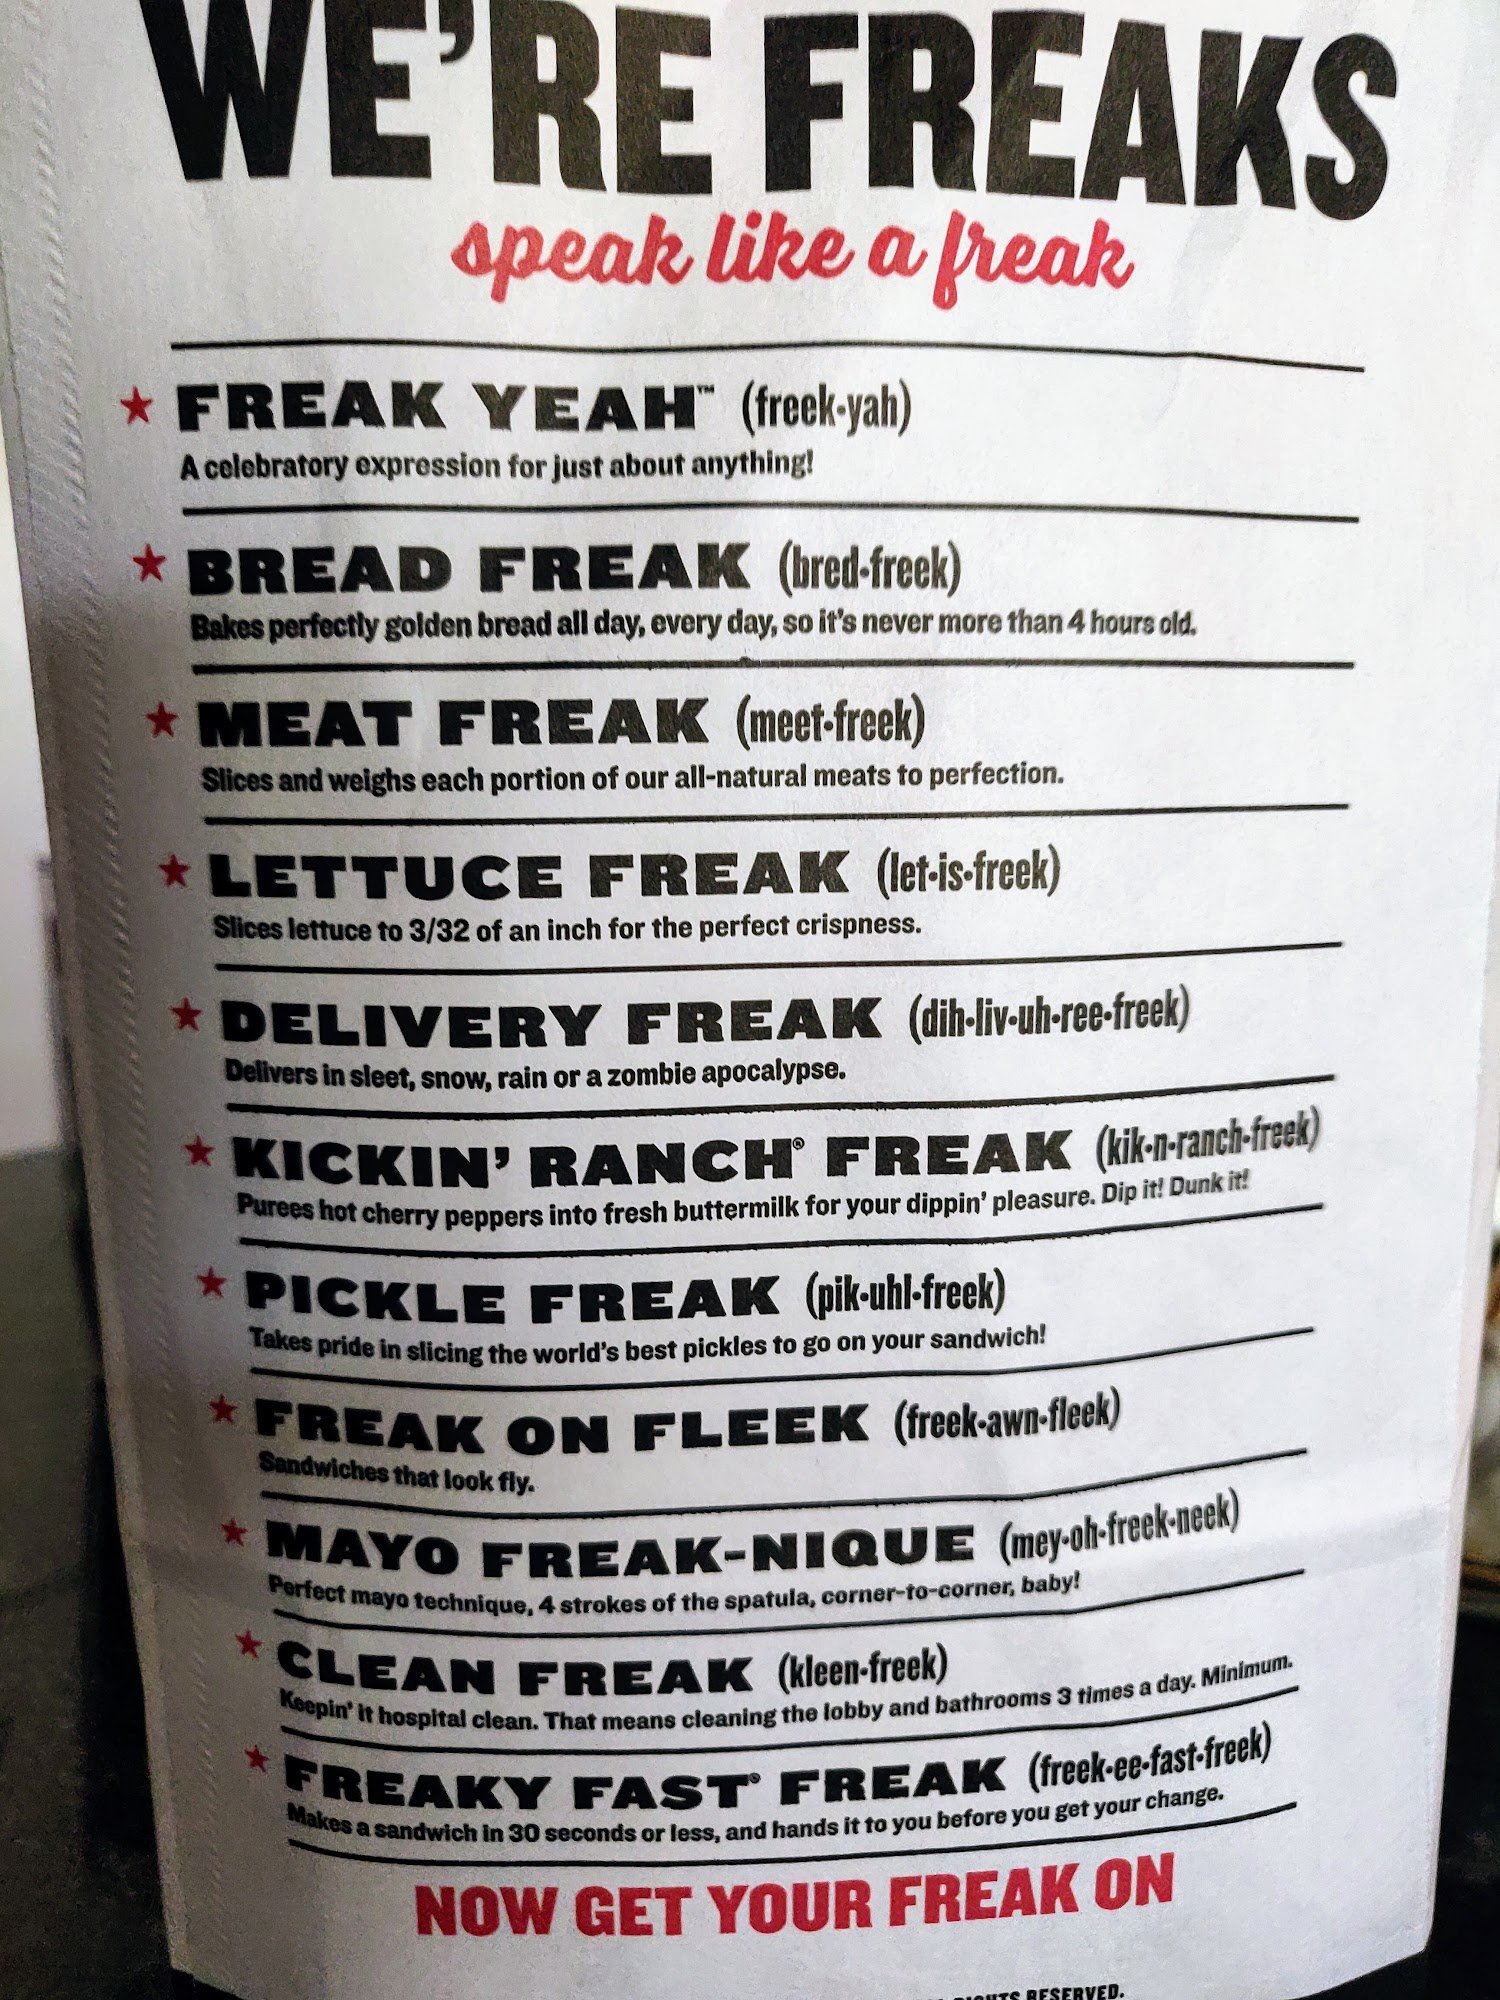 WE'RE FREAKS
speak like a freak
★ FREAK YEAH™ (freek•yah)
A celebratory expression for just about anything!
★ BREAD FREAK (bred•freek)
Bakes perfectly golden bread all day, every day, so it's never more than 4 hours old.
★ MEAT FREAK (meet•freek)
Slices and weighs each portion of our all-natural meats to perfection.
★ LETTUCE FREAK (let•is•freek)
Slices lettuce to 3/32 of an inch for the perfect crispness.
★ DELIVERY FREAK (dih•liv•uh•ree•freek)
Delivers in sleet, snow, rain or a zombie apocalypse.
★ KICKIN' RANCH® FREAK (kik•n•ranch•freek)
Purees hot cherry peppers into fresh buttermilk for your dippin' pleasure. Dip it! Dunk it!
★ PICKLE FREAK (pik•uhl•freek)
Takes pride in slicing the world's best pickles to go on your sandwich!
★ FREAK ON FLEEK (freek•awn•fleek)
Sandwiches that look fly.
★ MAYO FREAK-NIQUE (mey•oh•freek•neek)
Perfect mayo technique, 4 strokes of the spatula, corner-to-corner, baby!
★ CLEAN FREAK (kleen•freek)
Keepin' it hospital clean. That means cleaning the lobby and bathrooms 3 times a day. Minimum.
★ FREAKY FAST® FREAK (freek•ee•fast•freek)
Makes a sandwich in 30 seconds or less, and hands it to you before you get your change.
NOW GET YOUR FREAK ON
RESERVED.